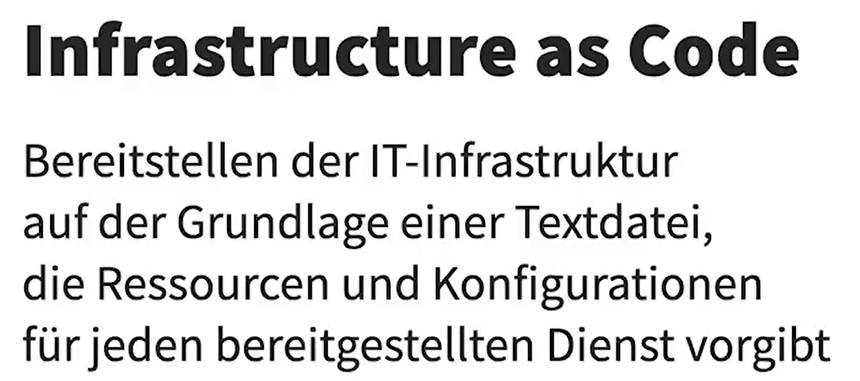 Infrastructure as Code
Bereitstellen der IT-Infrastruktur
auf der Grundlage einer Textdatei,
die Ressourcen und Konfigurationen
für jeden bereitgestellten Dienst vorgibt